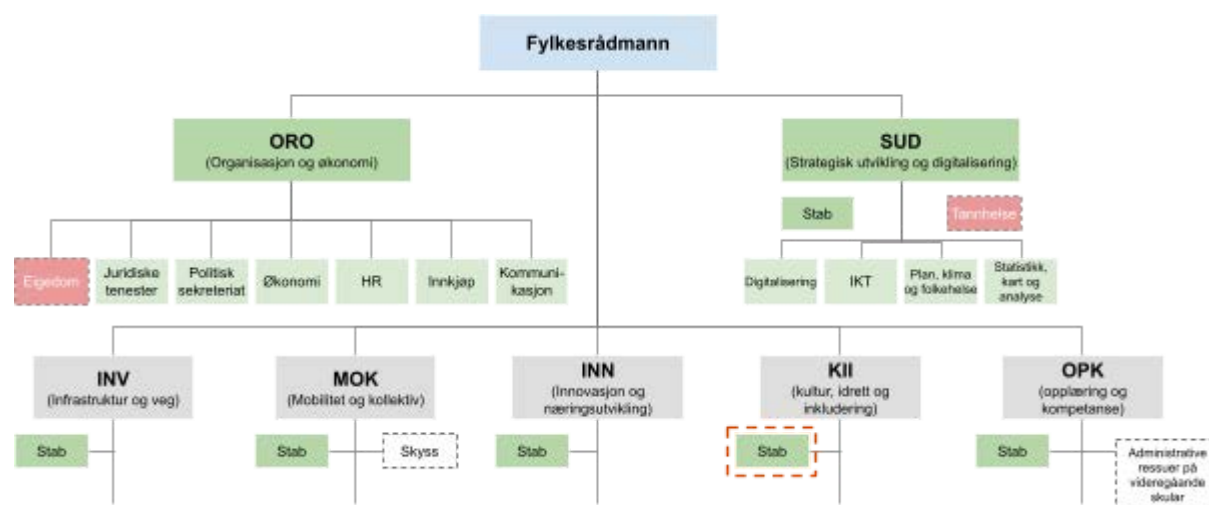 Fylkesrådmann
ORO
(Organisasjon og økonomi)
SUD
(Strategisk utvikling og digitalisering)
Stab
Tannhelse
Eigedom
Juridiske
tenester
Politisk
sekreteriat
Økonomi
HR
Innkjøp
Kommuni-
kasjon
Digitalisering
IKT
Plan, klima
og folkehelse
Statistikk,
kart og
analyse
INV
(Infrastruktur og veg)
MOK
(Mobilitet og kollektiv)
INN
(Innovasjon og
næringsutvikling)
KII
(kultur, idrett og
inkludering)
OPK
(opplæring og
kompetanse)
Stab
Stab
Skyss
Stab
Stab
Stab
Administrative
ressuer på
videregåande
skular